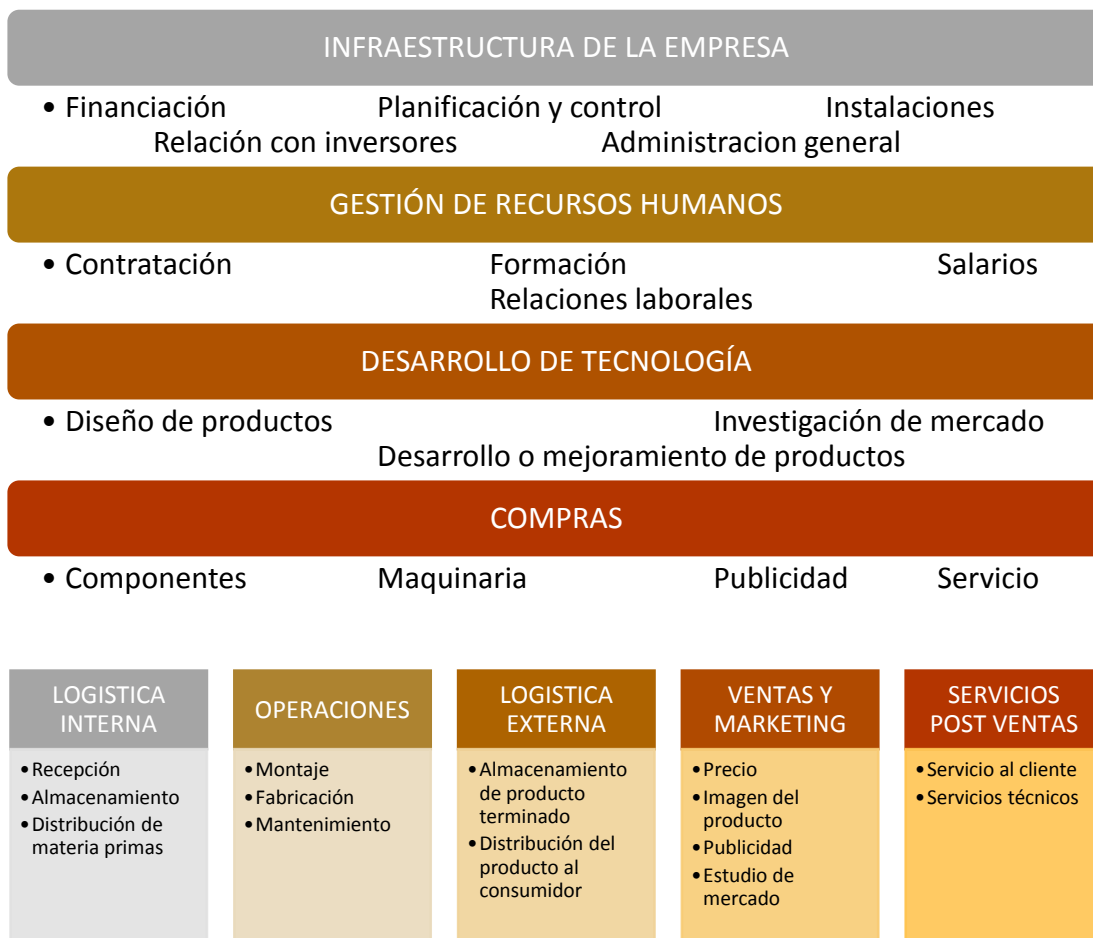 INFRAESTRUCTURA DE LA EMPRESA
• Financiación Planificación y control Instalaciones
Relación con inversores Administracion general
GESTIÓN DE RECURSOS HUMANOS
• Contratación Formación Salarios
Relaciones laborales
DESARROLLO DE TECNOLOGÍA
• Diseño de productos Investigación de mercado
Desarrollo o mejoramiento de productos
COMPRAS
• Componentes Maquinaria Publicidad Servicio
LOGISTICA
INTERNA
• Recepción
• Almacenamiento
• Distribución de
materia primas
OPERACIONES
• Montaje
• Fabricación
• Mantenimiento
LOGISTICA
EXTERNA
• Almacenamiento
de producto
terminado
• Distribución del
producto al
consumidor
VENTAS Y
MARKETING
• Precio
• Imagen del
producto
• Publicidad
• Estudio de
mercado
SERVICIOS
POST VENTAS
• Servicio al cliente
• Servicios técnicos